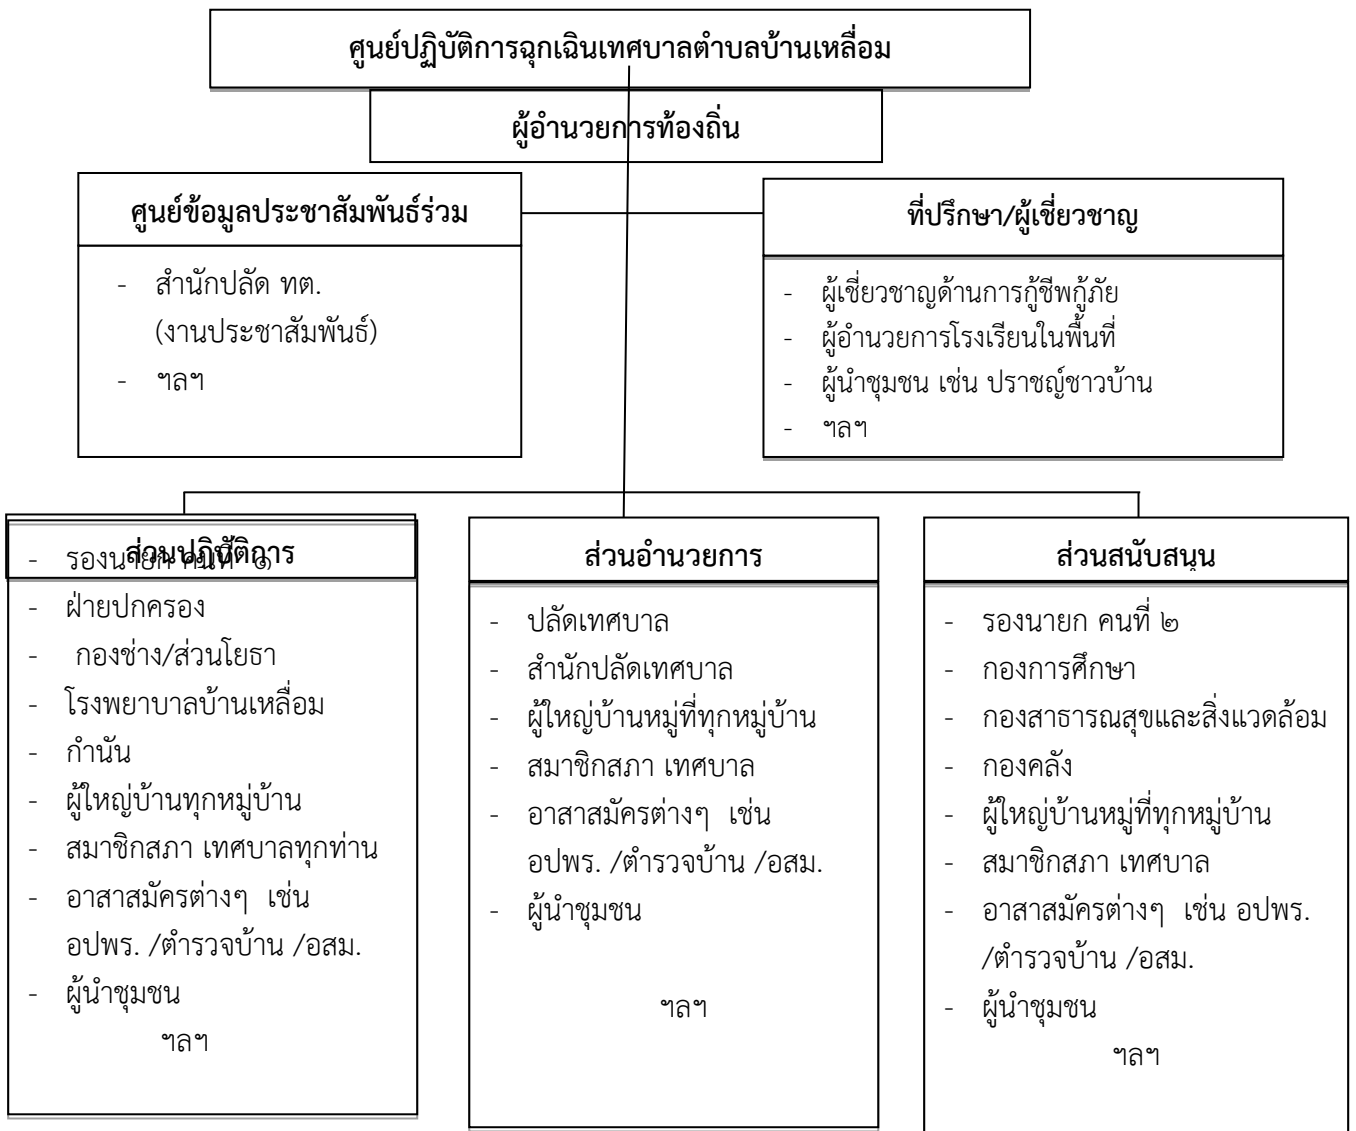 ศูนย์ปฏิบัติการฉุกเฉินเทศบาลตำบลบ้านเหลื่อม
ผู้อำนวยการท้องถิ่น
ศูนย์ข้อมูลประชาสัมพันธ์ร่วม
- สำนักปลัด ทต.
(งานประชาสัมพันธ์)
- ฯลฯ
ที่ปรึกษา/ผู้เชี่ยวชาญ
- ผู้เชี่ยวชาญด้านการกู้ชีพกู้ภัย
- ผู้อำนวยการโรงเรียนในพื้นที่
- ผู้นำชุมชน เช่น ปราชญ์ชาวบ้าน
- ฯลฯ
ส่วนปฏิบัติการ
- รองนายก คนที่ ๑
- ฝ่ายปกครอง
- กองช่าง/ส่วนโยธา
- โรงพยาบาลบ้านเหลื่อม
- กำนัน
- ผู้ใหญ่บ้านทุกหมู่บ้าน
- สมาชิกสภา เทศบาลทุกท่าน
- อาสาสมัครต่างๆ เช่น
อปพร. /ตำรวจบ้าน /อสม.
- ผู้นำชุมชน
ฯลฯ
ส่วนอำนวยการ
- ปลัดเทศบาล
- สำนักปลัดเทศบาล
- ผู้ใหญ่บ้านหมู่ที่ทุกหมู่บ้าน
- สมาชิกสภา เทศบาล
- อาสาสมัครต่างๆ เช่น
อปพร. /ตำรวจบ้าน /อสม.
- ผู้นำชุมชน
ฯลฯ
ส่วนสนับสนุน
- รองนายก คนที่ ๒
- กองการศึกษา
- กองสาธารณสุขและสิ่งแวดล้อม
- กองคลัง
- ผู้ใหญ่บ้านหมู่ที่ทุกหมู่บ้าน
- สมาชิกสภา เทศบาล
- อาสาสมัครต่างๆ เช่น อปพร.
/ตำรวจบ้าน /อสม.
- ผู้นำชุมชน
ฯลฯ